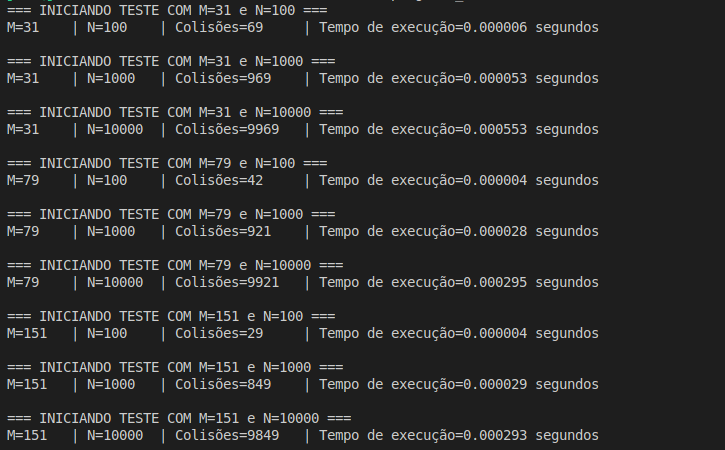 === INICIANDO TESTE COM M=31 e N=100 ===
M=31    | N=100    | Colisões=69     | Tempo de execução=0.000006 segundos
=== INICIANDO TESTE COM M=31 e N=1000 ===
M=31    | N=1000   | Colisões=969    | Tempo de execução=0.000053 segundos
=== INICIANDO TESTE COM M=31 e N=10000 ===
M=31    | N=10000  | Colisões=9969   | Tempo de execução=0.000553 segundos
=== INICIANDO TESTE COM M=79 e N=100 ===
M=79    | N=100    | Colisões=42     | Tempo de execução=0.000004 segundos
=== INICIANDO TESTE COM M=79 e N=1000 ===
M=79    | N=1000   | Colisões=921    | Tempo de execução=0.000028 segundos
=== INICIANDO TESTE COM M=79 e N=10000 ===
M=79    | N=10000  | Colisões=9921   | Tempo de execução=0.000295 segundos
=== INICIANDO TESTE COM M=151 e N=100 ===
M=151   | N=100    | Colisões=29     | Tempo de execução=0.000004 segundos
=== INICIANDO TESTE COM M=151 e N=1000 ===
M=151   | N=1000   | Colisões=849    | Tempo de execução=0.000029 segundos
=== INICIANDO TESTE COM M=151 e N=10000 ===
M=151   | N=10000  | Colisões=9849   | Tempo de execução=0.000293 segundos